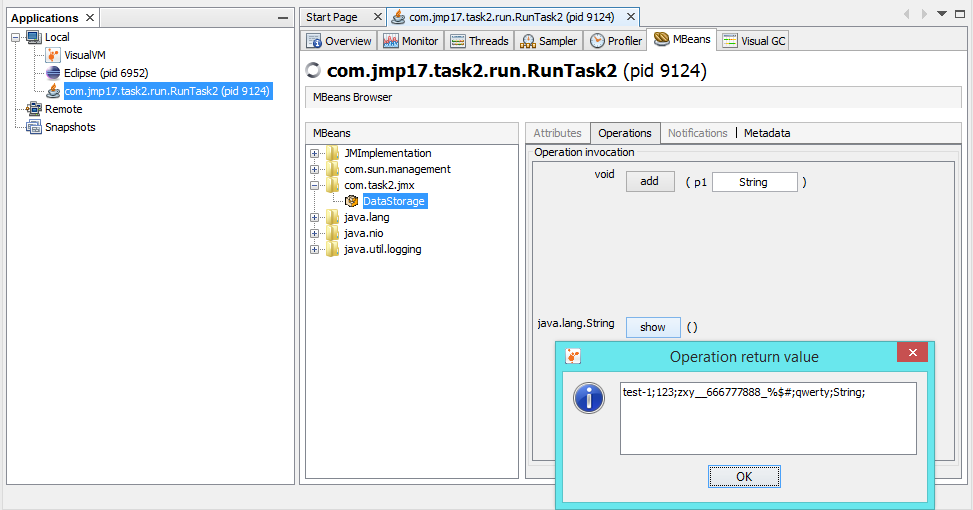 Applications
Local
VisualVM
Eclipse (pid 6952)
com.jmp17.task2.run.RunTask2 (pid 9124)
Remote
Snapshots
Start Page
com.jmp17.task2.run.RunTask2 (pid 9124)
Overview Monitor Threads Sampler Profiler MBeans Visual GC
com.jmp17.task2.run.RunTask2 (pid 9124)
MBeans Browser
MBeans
JMImplementation
com.sun.management
com.task2.jmx
DataStorage
java.lang
java.nio
java.util.logging
Attributes Operations Notifications Metadata
Operation invocation
void add ( p1 String )
java.lang.String show ()
Operation return value
test-1;123;zxy__666777888_%$#;qwerty;String;
OK